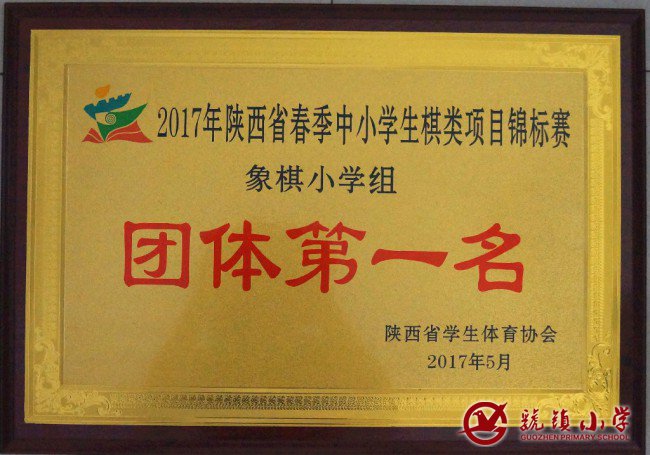 2017年陕西省春季中小学生棋类项目锦标赛
象棋小学组
团体第一名
陕西省学生体育协会
2017年5月
虢镇小学
GUOZHEN PRIMARY SCHOOL